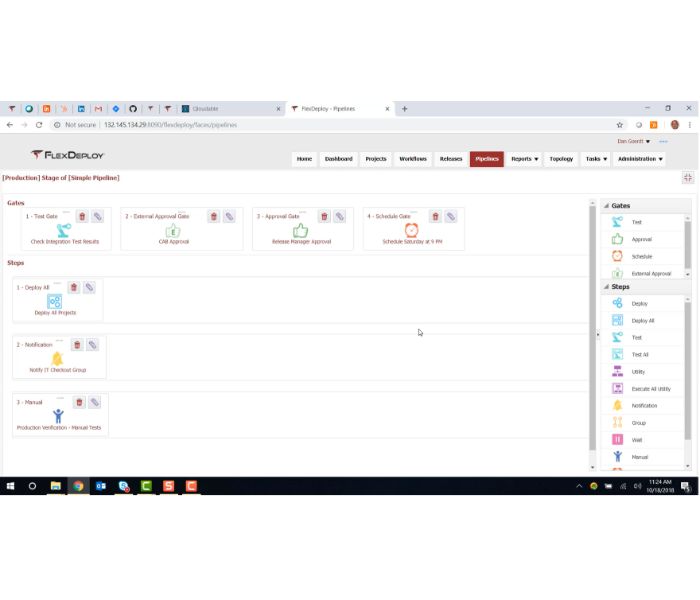 Cloudable
FlexDeploy - Pipelines
Not secure | 132.145.134.29:8090/flexdeploy/faces/pipelines
Dan Goerdt
FLEXDEPLOY
Home Dashboard Projects Workflows Releases Pipelines Reports Topology Tasks Administration
[Production] Stage of [Simple Pipeline]
Gates
1 - Test Gate 2 - External Approval Gate 3 - Approval Gate 4 - Schedule Gate
Check Integration Test Results CAB Approval Release Manager Approval Schedule Saturday at 9 PM
Steps
1 - Deploy All
Deploy All Projects
2 - Notification
Notify IT Checkout Group
3 - Manual
Production Verification - Manual Tests
Gates
Test
Approval
Schedule
External Approval
Steps
Deploy
Deploy All
Test
Test All
Utility
Execute All Utility
Notification
Group
Wait
Manual
11:24 AM
10/18/2018